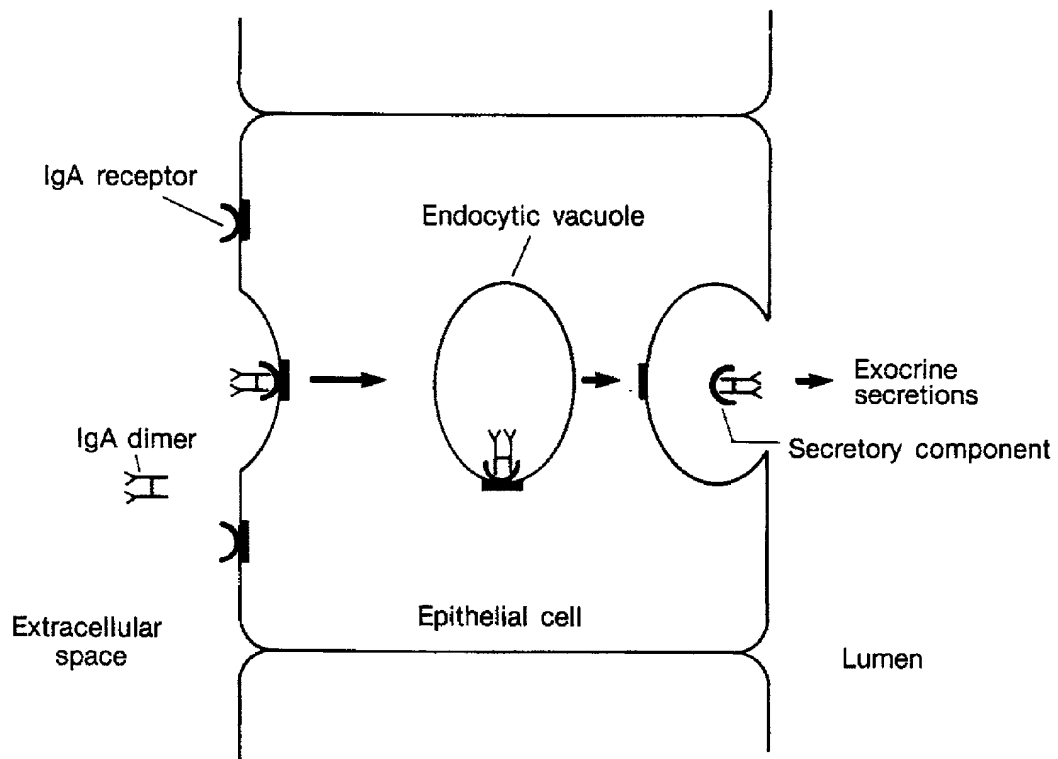 IgA receptor
Endocytic vacuole
Exocrine
secretions
IgA dimer
Secretory component
Extracellular
space
Epithelial cell
Lumen